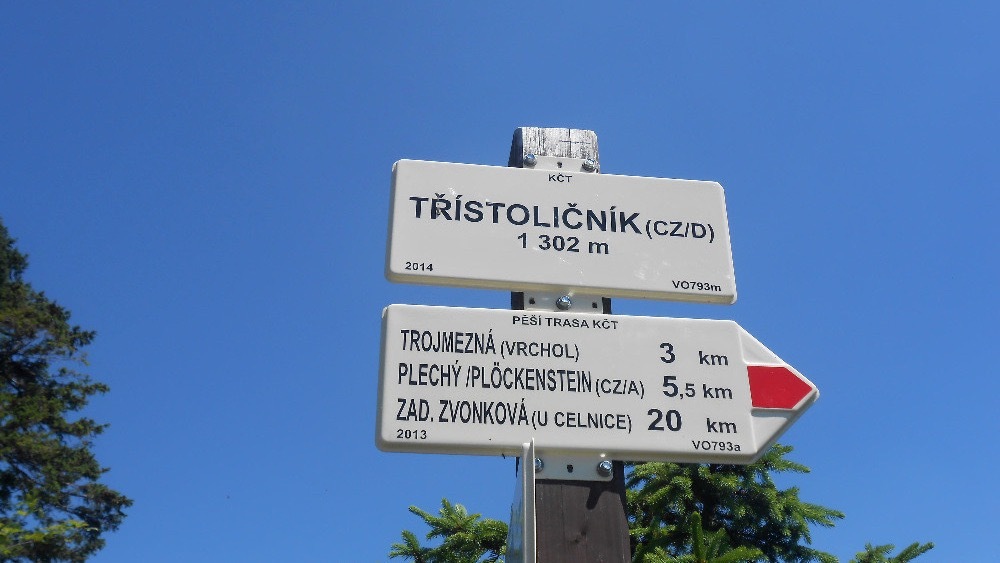 KČT
TŘÍSTOLIČNÍK (CZ/D)
1 302 m
2014 VO793m
PĚŠÍ TRASA KČT
TROJMEZNÁ (VRCHOL) 3 km
PLECHÝ /PLÖCKENSTEIN (CZ/A) 5,5 km
ZAD. ZVONKOVÁ (U CELNICE) 20 km
2013 VO793a